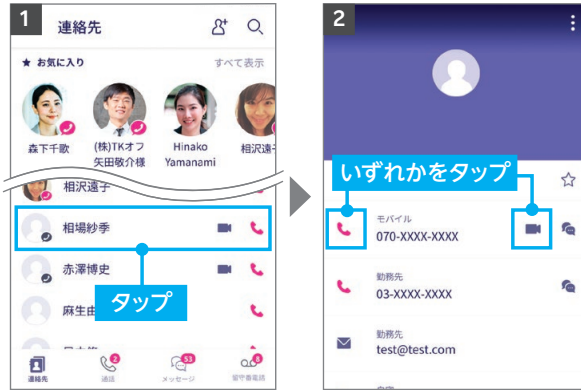 1
連絡先
★ お気に入り
すべて表示
森下千歌
(株)TKオフ
矢田敬介様
Hinako
Yamanami
相沢遠
相沢遠子
相場紗季
赤澤博史
麻生由
タップ
2
53
連絡先
通話
メッセージ
留守番電話
2
いずれかをタップ
モバイル
070-XXXX-XXXX
勤務先
03-XXXX-XXXX
勤務先
test@test.com